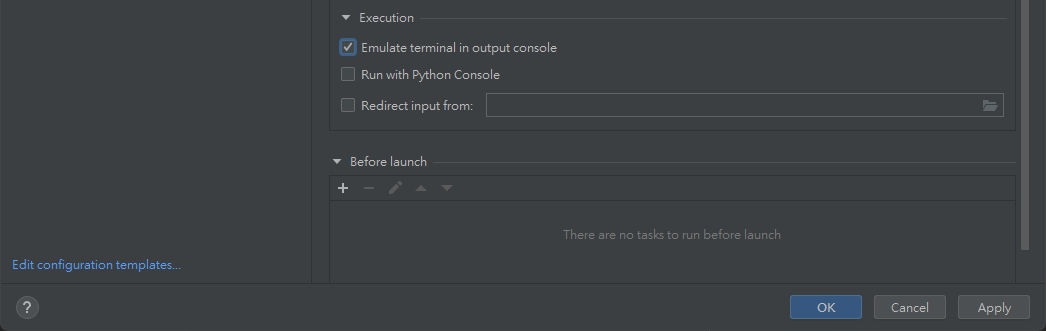 Execution
Emulate terminal in output console
Run with Python Console
Redirect input from:
Before launch
There are no tasks to run before launch
Edit configuration templates...
?
OK Cancel Apply